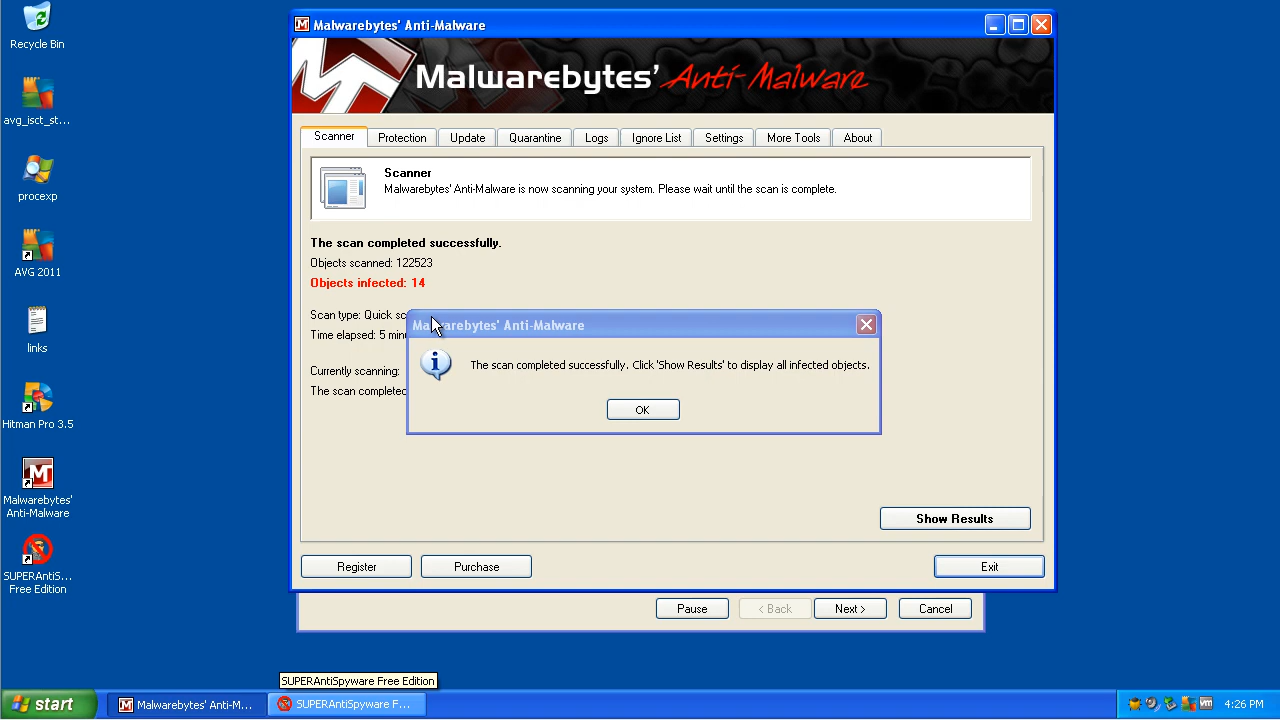 Recycle Bin
avg_isct_st...
procexp
AVG 2011
links
Hitman Pro 3.5
Malwarebytes'
Anti-Malware
SUPERAntiS...
Free Edition
Malwarebytes' Anti-Malware
Malwarebytes' Anti-Malware
Scanner
Protection
Update
Quarantine
Logs
Ignore List
Settings
More Tools
About
Scanner
Malwarebytes' Anti-Malware is now scanning your system. Please wait until the scan is complete.
The scan completed successfully.
Objects scanned: 122523
Objects infected: 14
Scan type: Quick sc
Time elapsed: 5 minu
Currently scanning:
The scan completed
Malwarebytes' Anti-Malware
The scan completed successfully. Click 'Show Results' to display all infected objects.
OK
Show Results
Register
Purchase
Exit
Pause
< Back
Next >
Cancel
SUPERAntiSpyware Free Edition
start
Malwarebytes' Anti-M...
SUPERAntiSpyware F...
vm
4:26 PM